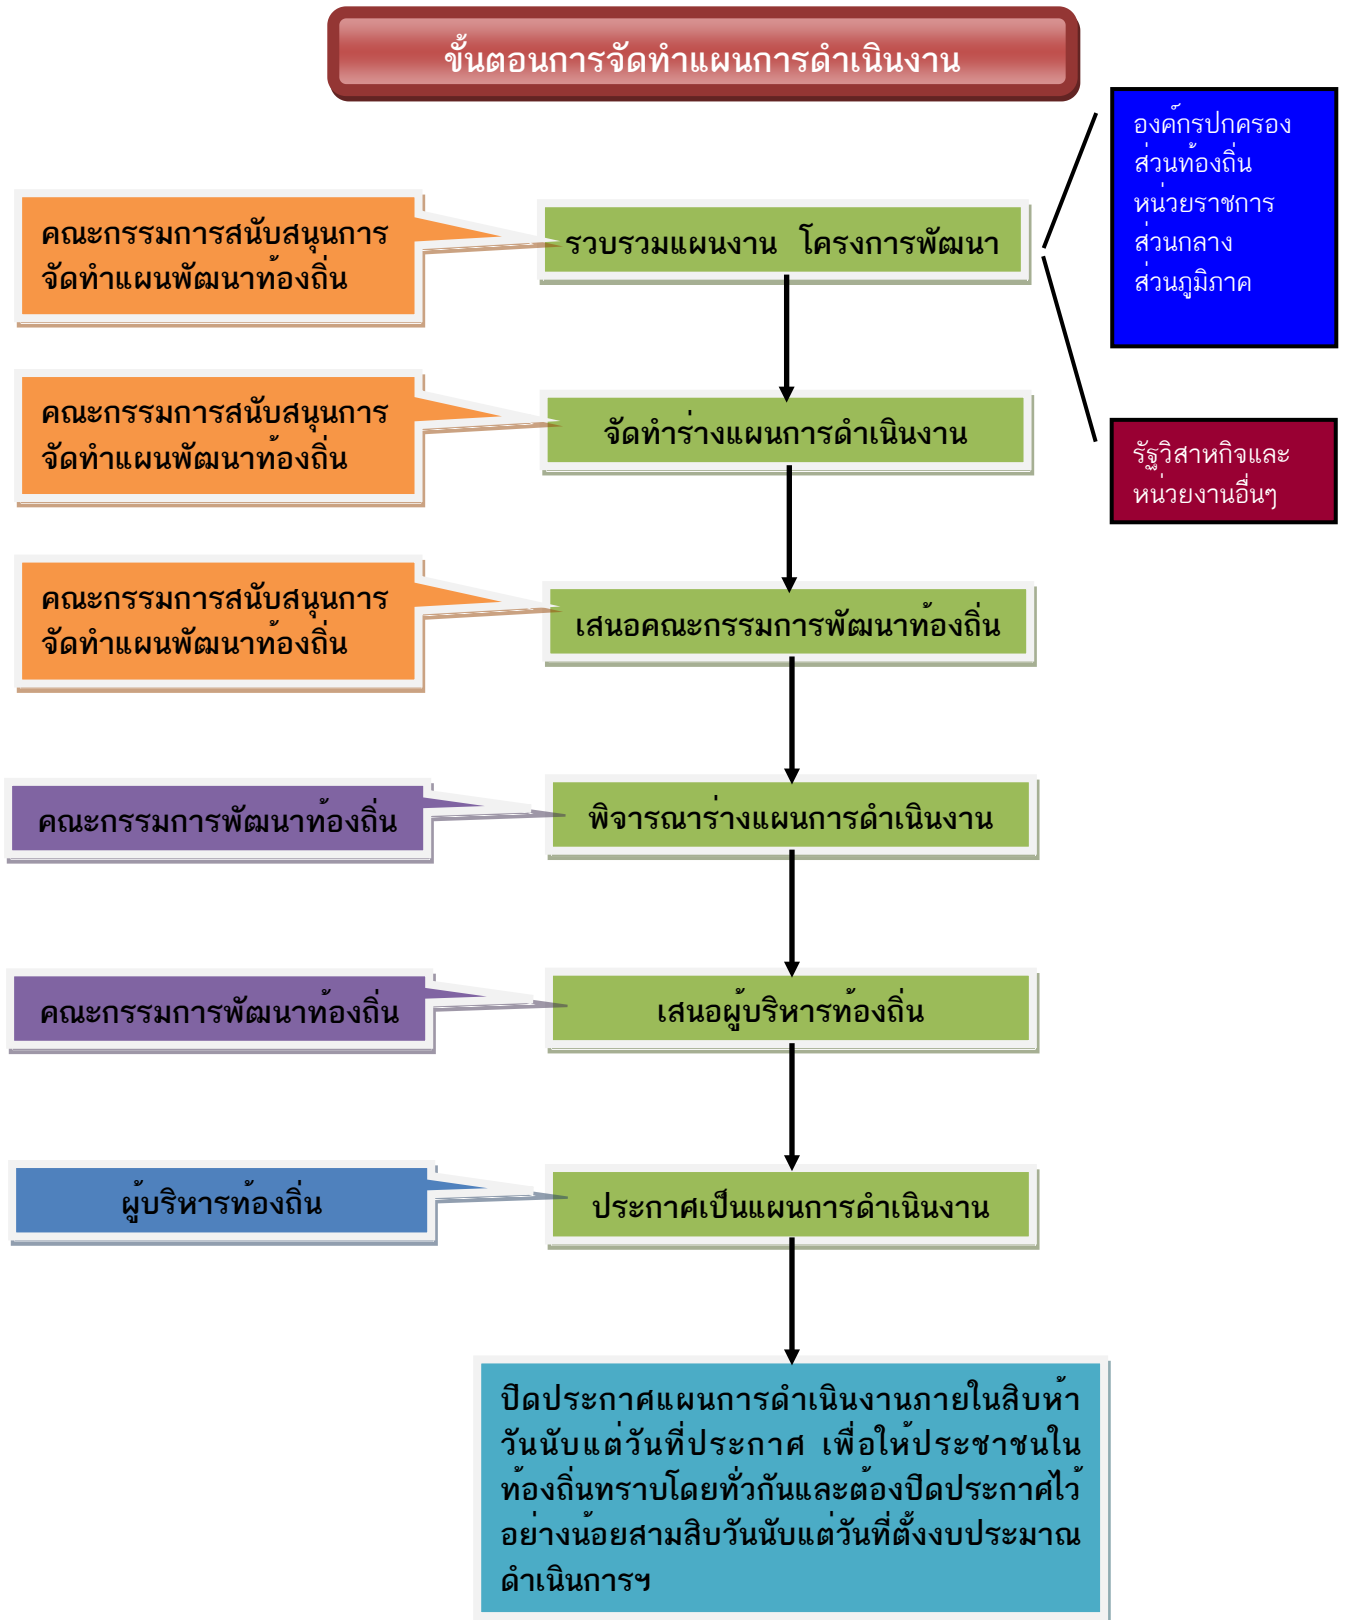 ขั้นตอนการจัดทำแผนการดำเนินงาน
องค์กรปกครอง
ส่วนท้องถิ่น
หน่วยราชการ
ส่วนกลาง
ส่วนภูมิภาค
คณะกรรมการสนับสนุนการ
จัดทำแผนพัฒนาท้องถิ่น
รวบรวมแผนงาน โครงการพัฒนา
คณะกรรมการสนับสนุนการ
จัดทำแผนพัฒนาท้องถิ่น
จัดทำร่างแผนการดำเนินงาน
รัฐวิสาหกิจและ
หน่วยงานอื่นๆ
คณะกรรมการสนับสนุนการ
จัดทำแผนพัฒนาท้องถิ่น
เสนอคณะกรรมการพัฒนาท้องถิ่น
คณะกรรมการพัฒนาท้องถิ่น
พิจารณาร่างแผนการดำเนินงาน
คณะกรรมการพัฒนาท้องถิ่น
เสนอผู้บริหารท้องถิ่น
ผู้บริหารท้องถิ่น
ประกาศเป็นแผนการดำเนินงาน
ปิดประกาศแผนการดำเนินงานภายในสิบห้า
วันนับแต่วันที่ประกาศ เพื่อให้ประชาชนใน
ท้องถิ่นทราบโดยทั่วกันและต้องปิดประกาศไว้
อย่างน้อยสามสิบวันนับแต่วันที่ตั้งงบประมาณ
ดำเนินการฯ